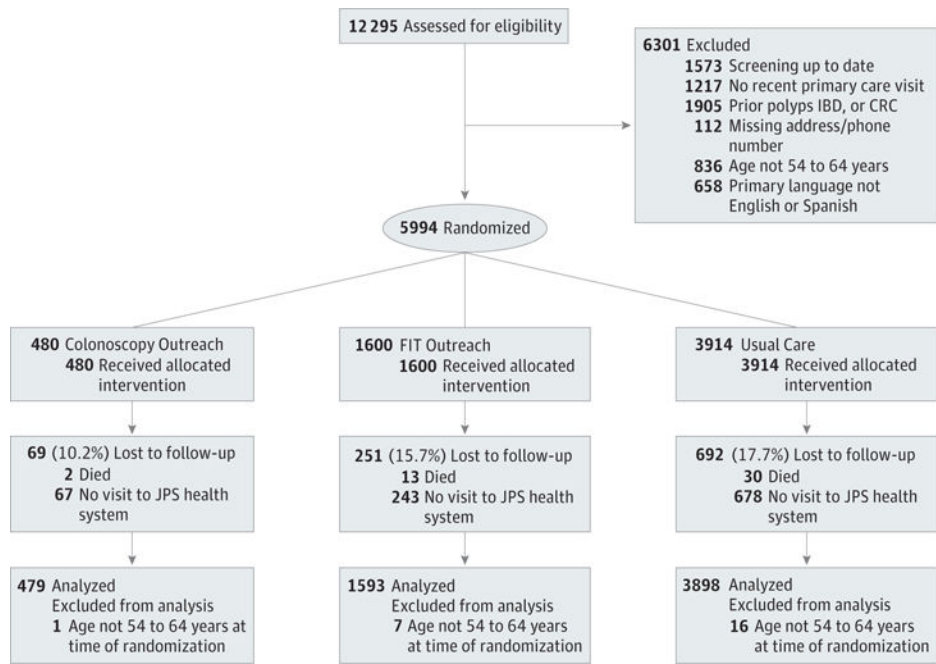 12 295 Assessed for eligibility
6301 Excluded
1573 Screening up to date
1217 No recent primary care visit
1905 Prior polyps IBD, or CRC
112 Missing address/phone
number
836 Age not 54 to 64 years
658 Primary language not
English or Spanish
5994 Randomized
480 Colonoscopy Outreach
480 Received allocated
intervention
1600 FIT Outreach
1600 Received allocated
intervention
3914 Usual Care
3914 Received allocated
intervention
69 (10.2%) Lost to follow-up
2 Died
67 No visit to JPS health
system
251 (15.7%) Lost to follow-up
13 Died
243 No visit to JPS health
system
692 (17.7%) Lost to follow-up
30 Died
678 No visit to JPS health
system
479 Analyzed
Excluded from analysis
1 Age not 54 to 64 years at
time of randomization
1593 Analyzed
Excluded from analysis
7 Age not 54 to 64 years
at time of randomization
3898 Analyzed
Excluded from analysis
16 Age not 54 to 64 years
at time of randomization